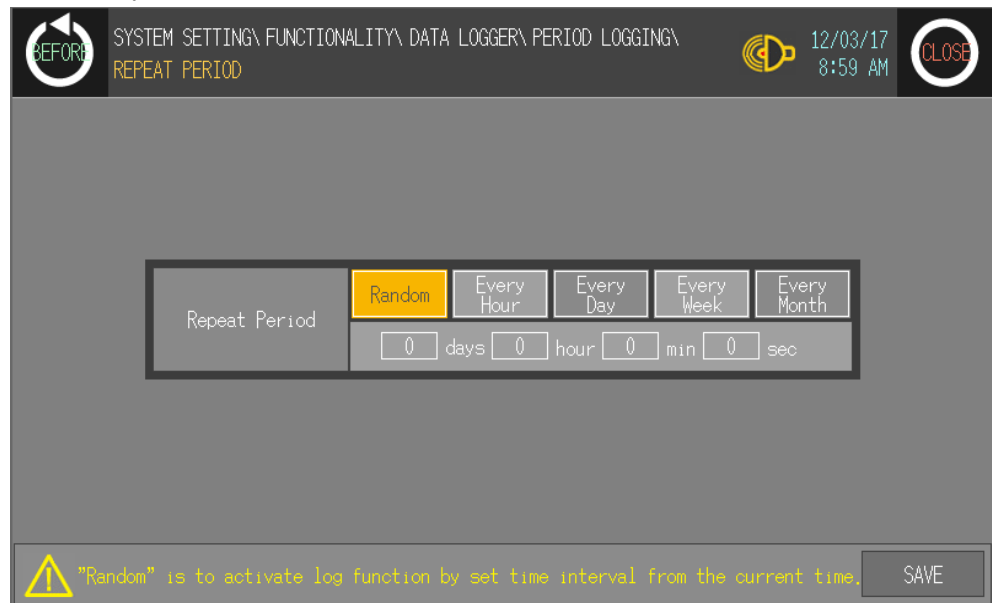 BEFORE
SYSTEM SETTING\ FUNCTIONALITY\ DATA LOGGER\ PERIOD LOGGING\
REPEAT PERIOD
12/03/17
8:59 AM
CLOSE
Repeat Period
Random
Every
Hour
Every
Day
Every
Week
Every
Month
0 days 0 hour 0 min 0 sec
"Random" is to activate log function by set time interval from the current time.
SAVE